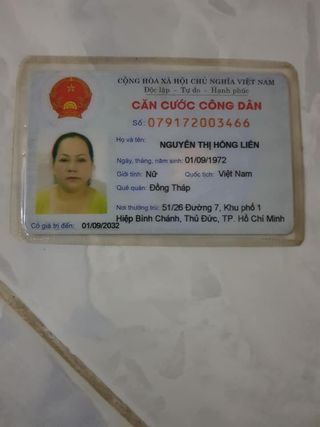 CỘNG HÒA XÃ HỘI CHỦ NGHĨA VIỆT NAM
Độc lập - Tự do - Hạnh phúc
CĂN CƯỚC CÔNG DÂN
Số: 079172003466
Họ và tên:
NGUYỄN THỊ HỒNG LIÊN
Ngày, tháng, năm sinh: 01/09/1972
Giới tính: Nữ Quốc tịch: Việt Nam
Quê quán: Đồng Tháp
Nơi thường trú: 51/26 Đường 7, Khu phố 1
Hiệp Bình Chánh, Thủ Đức, TP. Hồ Chí Minh
Có giá trị đến: 01/09/2032